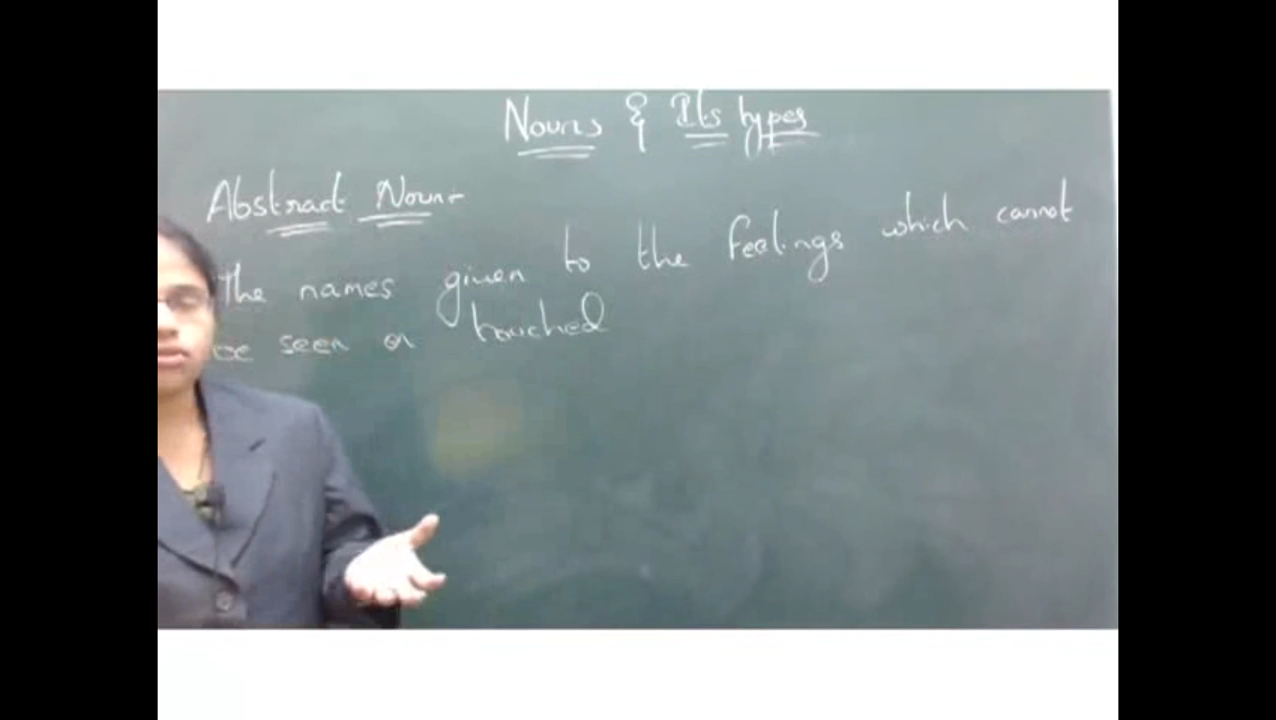 Nouns & Its types
Abstract Noun:-
The names given to the feelings which cannot
be seen or touched